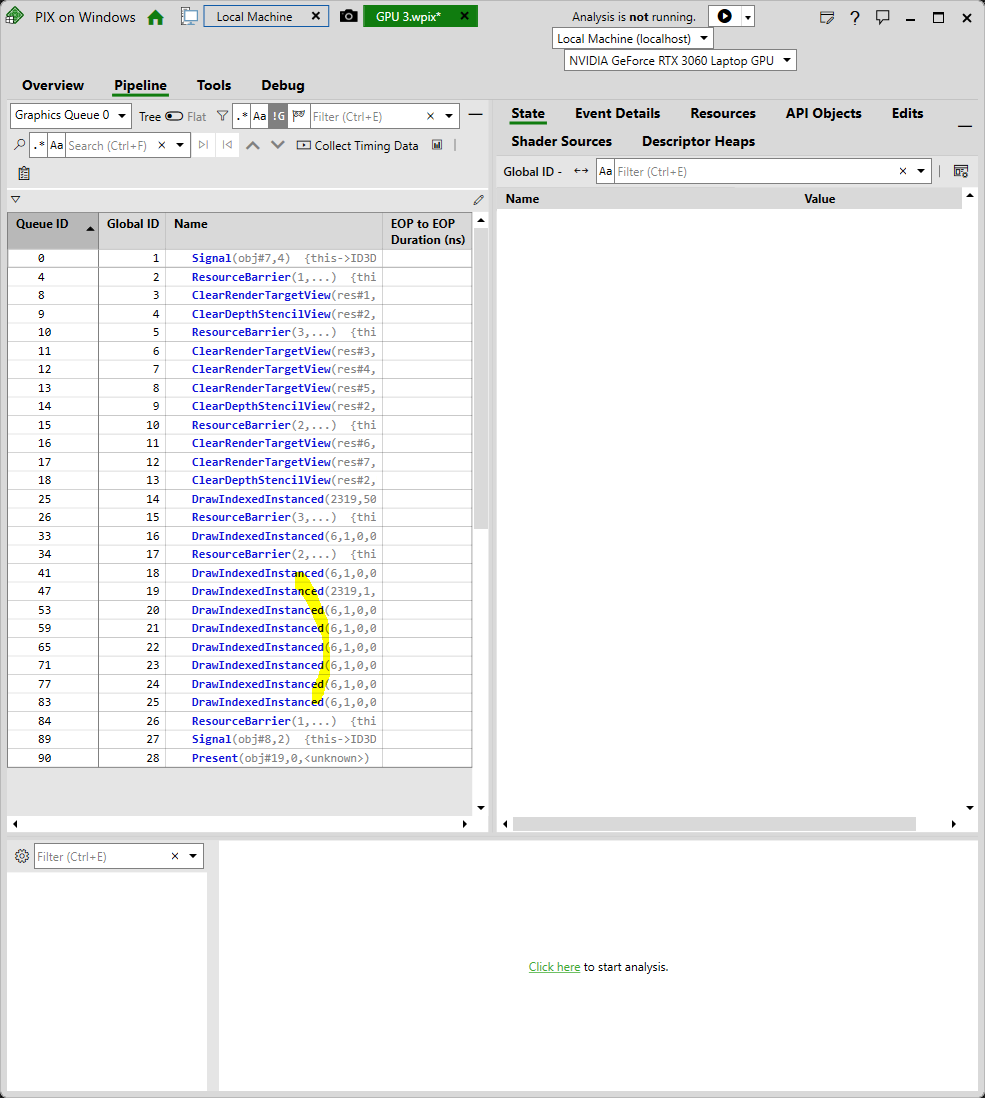 PIX on Windows
Local Machine
GPU 3.wpix*
Analysis is not running.
Local Machine (localhost)
NVIDIA GeForce RTX 3060 Laptop GPU
Overview Pipeline Tools Debug
Graphics Queue 0 Tree Flat .* Aa !G Filter (Ctrl+E)
.* Aa Search (Ctrl+F) Collect Timing Data
Queue ID Global ID Name EOP to EOP
Duration (ns)
0 1 Signal(obj#7,4) {this->ID3D
4 2 ResourceBarrier(1,...) {thi
8 3 ClearRenderTargetView(res#1,
9 4 ClearDepthStencilView(res#2,
10 5 ResourceBarrier(3,...) {thi
11 6 ClearRenderTargetView(res#3,
12 7 ClearRenderTargetView(res#4,
13 8 ClearRenderTargetView(res#5,
14 9 ClearDepthStencilView(res#2,
15 10 ResourceBarrier(2,...) {thi
16 11 ClearRenderTargetView(res#6,
17 12 ClearRenderTargetView(res#7,
18 13 ClearDepthStencilView(res#2,
25 14 DrawIndexedInstanced(2319,50
26 15 ResourceBarrier(3,...) {thi
33 16 DrawIndexedInstanced(6,1,0,0
34 17 ResourceBarrier(2,...) {thi
41 18 DrawIndexedInstanced(6,1,0,0
47 19 DrawIndexedInstanced(2319,1,
53 20 DrawIndexedInstanced(6,1,0,0
59 21 DrawIndexedInstanced(6,1,0,0
65 22 DrawIndexedInstanced(6,1,0,0
71 23 DrawIndexedInstanced(6,1,0,0
77 24 DrawIndexedInstanced(6,1,0,0
83 25 DrawIndexedInstanced(6,1,0,0
84 26 ResourceBarrier(1,...) {thi
89 27 Signal(obj#8,2) {this->ID3D
90 28 Present(obj#19,0,<unknown>)
State Event Details Resources API Objects Edits
Shader Sources Descriptor Heaps
Global ID - Aa Filter (Ctrl+E)
Name Value
Filter (Ctrl+E)
Click here to start analysis.